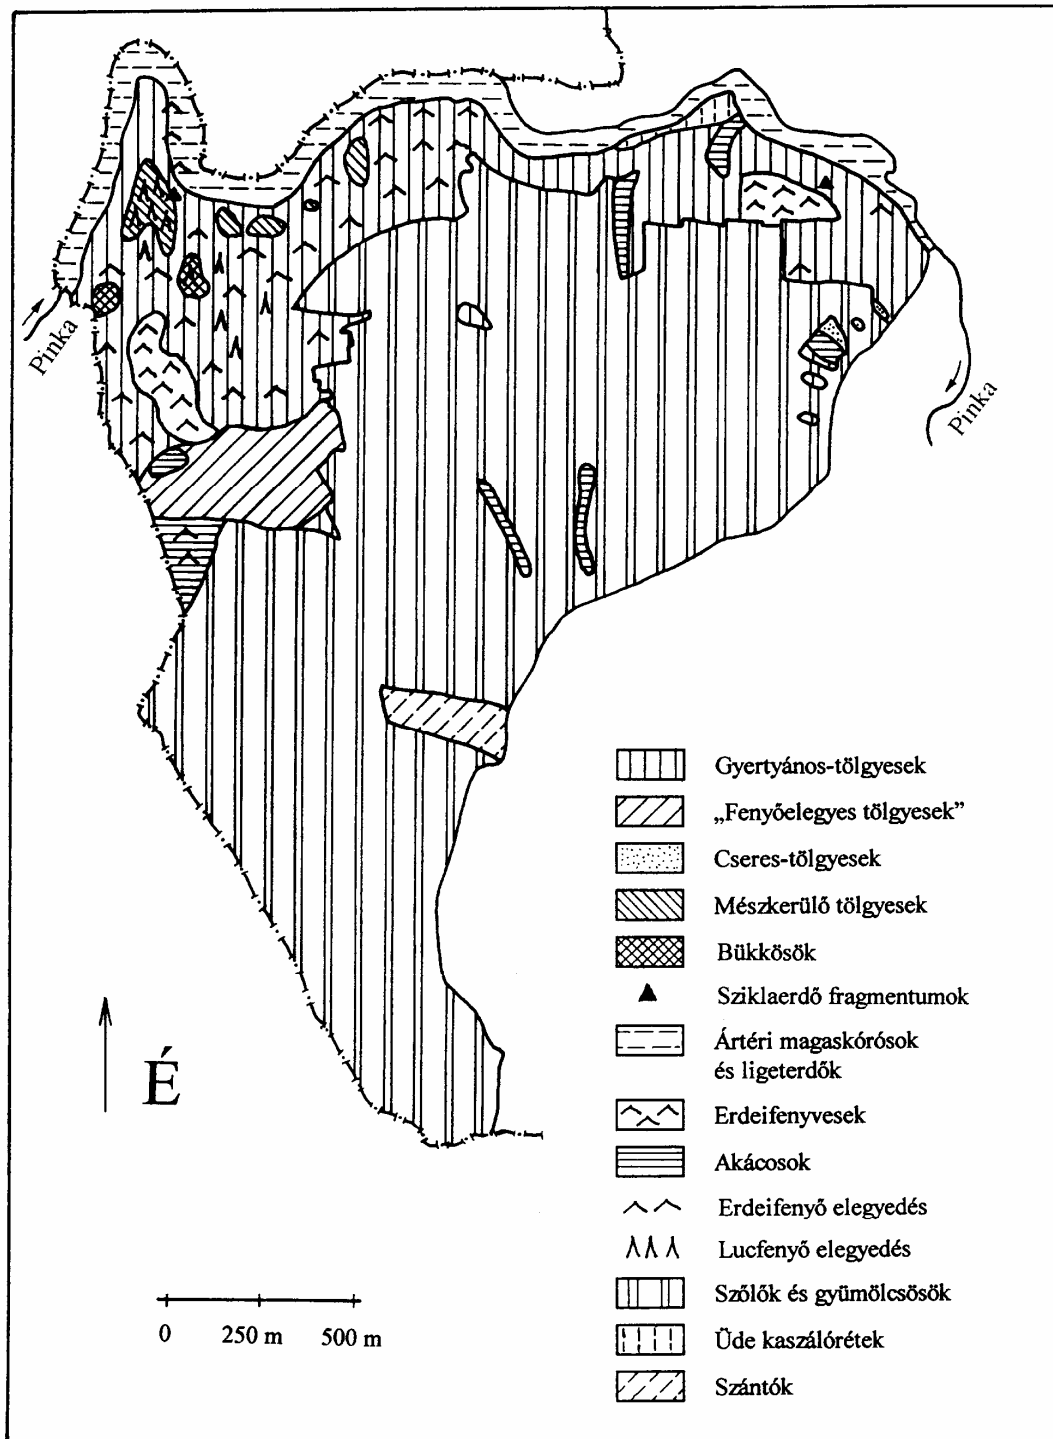 Pinka
Pinka
Gyertyános-tölgyesek
„Fenyőelegyes tölgyesek”
Cseres-tölgyesek
Mészkerülő tölgyesek
Bükkösök
Sziklaerdő fragmentumok
Ártéri magaskórósok
és ligeterdők
Erdeifenyvesek
Akácosok
Erdeifenyő elegyedés
Lucfenyő elegyedés
Szőlők és gyümölcsösök
Üde kaszálórétek
Szántók
É
0 250 m 500 m